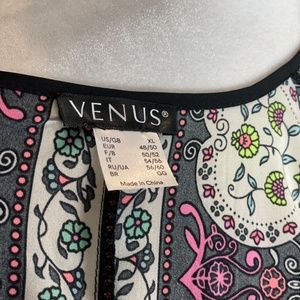 VENUS®
US/GB XL
EUR 48/50
F/B 50/52
IT 54/56
RU/UA 56/60
BR GG
Made in China